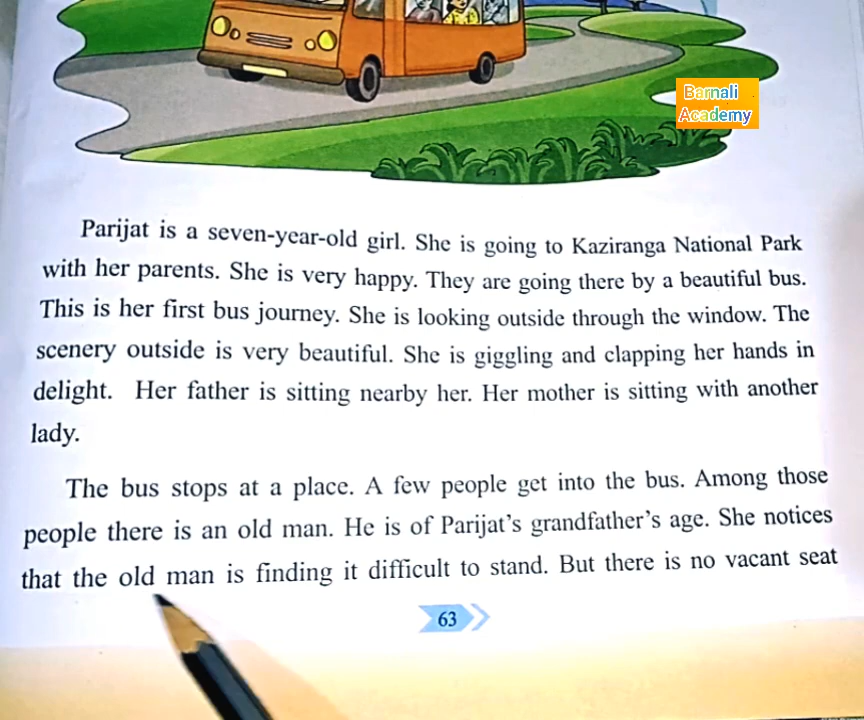 Barnali
Academy
Parijat is a seven-year-old girl. She is going to Kaziranga National Park
with her parents. She is very happy. They are going there by a beautiful bus.
This is her first bus journey. She is looking outside through the window. The
scenery outside is very beautiful. She is giggling and clapping her hands in
delight. Her father is sitting nearby her. Her mother is sitting with another
lady.
The bus stops at a place. A few people get into the bus. Among those
people there is an old man. He is of Parijat's grandfather's age. She notices
that the old man is finding it difficult to stand. But there is no vacant seat
63